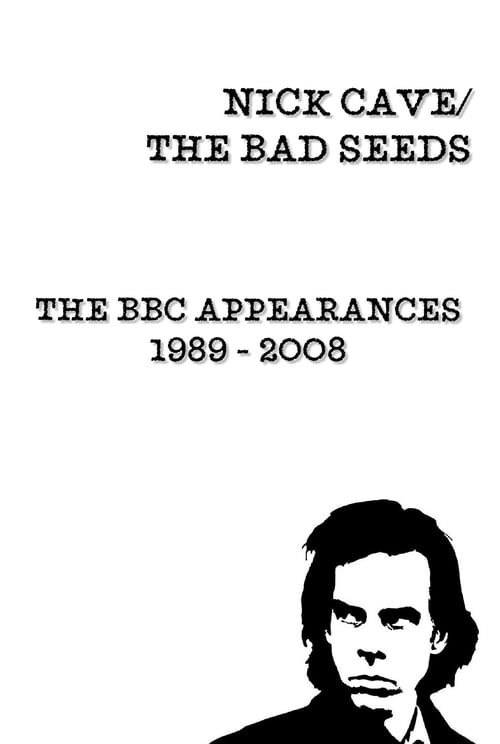 NICK CAVE/
THE BAD SEEDS
THE BBC APPEARANCES
1989 - 2008